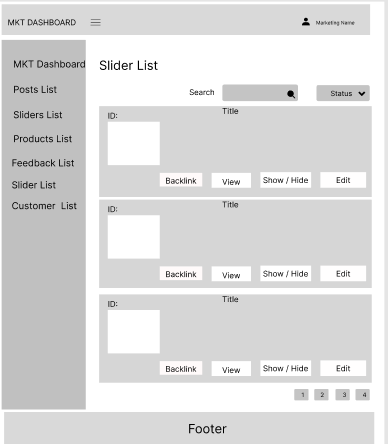 MKT DASHBOARD
Marketing Name
MKT Dashboard
Posts List
Sliders List
Products List
Feedback List
Slider List
Customer List
Slider List
Search
Status
ID:
Title
Backlink View Show / Hide Edit
ID:
Title
Backlink View Show / Hide Edit
ID:
Title
Backlink View Show / Hide Edit
1 2 3 4
Footer